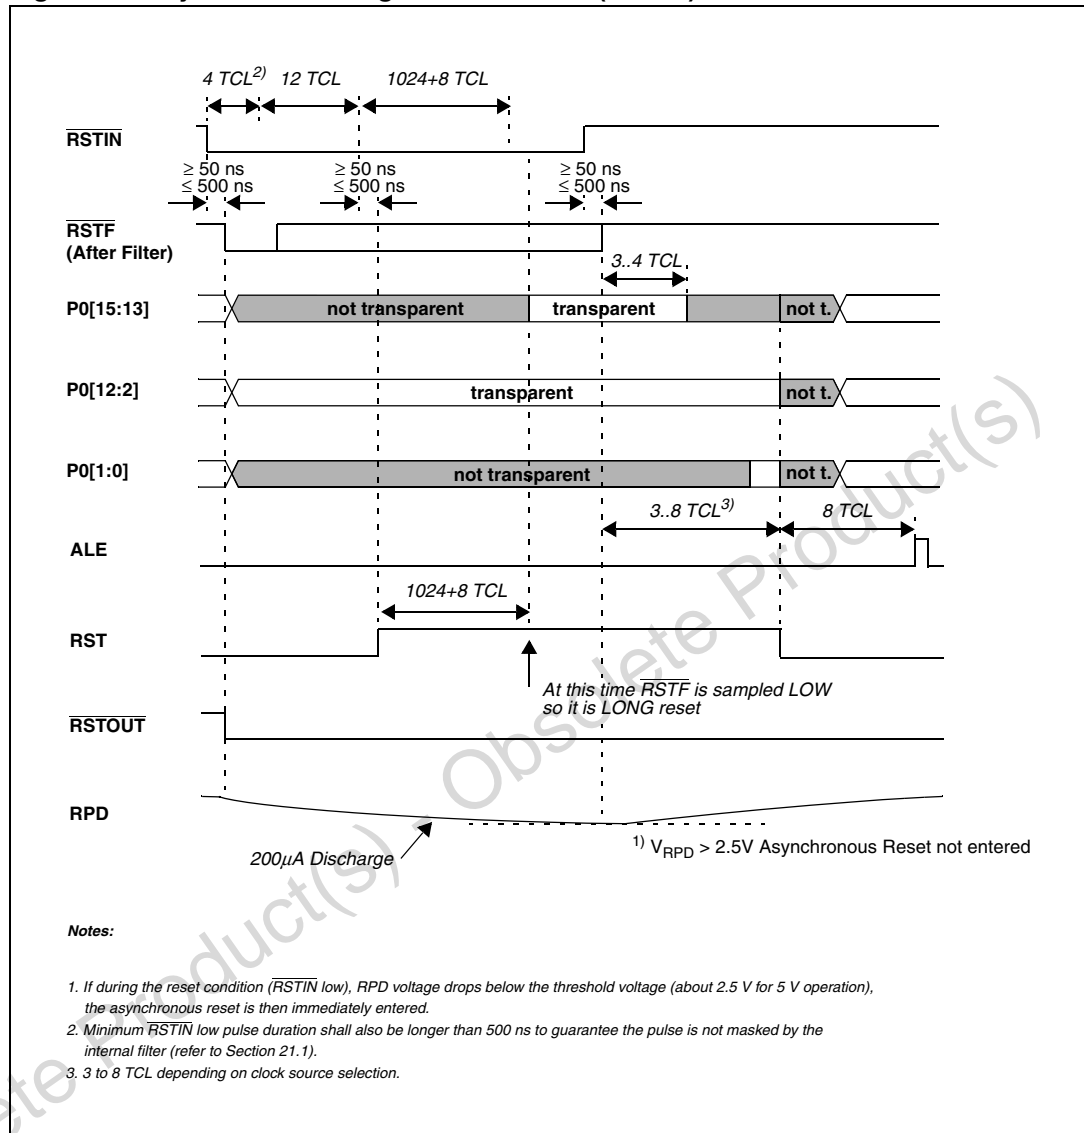 4 TCL2) 12 TCL 1024+8 TCL
RSTIN
≥ 50 ns ≥ 50 ns ≥ 50 ns
≤ 500 ns ≤ 500 ns ≤ 500 ns
RSTF
(After Filter)
3..4 TCL
P0[15:13] not transparent transparent not t.
P0[12:2] transparent not t.
P0[1:0] not transparent not t.
3..8 TCL3) 8 TCL
ALE
1024+8 TCL
RST
At this time RSTF is sampled LOW
so it is LONG reset
RSTOUT
RPD
1) VRPD > 2.5V Asynchronous Reset not entered
200μA Discharge
Notes:
1. If during the reset condition (RSTIN low), RPD voltage drops below the threshold voltage (about 2.5 V for 5 V operation),
the asynchronous reset is then immediately entered.
2. Minimum RSTIN low pulse duration shall also be longer than 500 ns to guarantee the pulse is not masked by the
internal filter (refer to Section 21.1).
3. 3 to 8 TCL depending on clock source selection.
ete Product(s) - Obsolete Product(s)